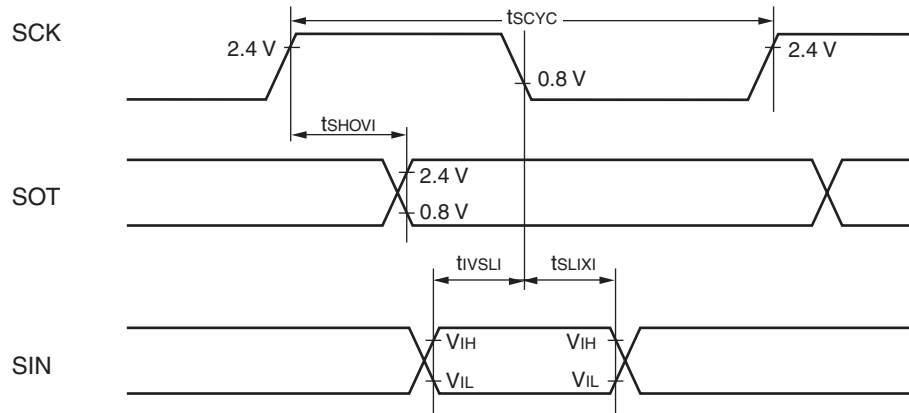 tSCYC
SCK
2.4 V
2.4 V
0.8 V
tSHOVI
SOT
2.4 V
0.8 V
tIVSLI tSLIXI
SIN
VIH VIH
VIL VIL